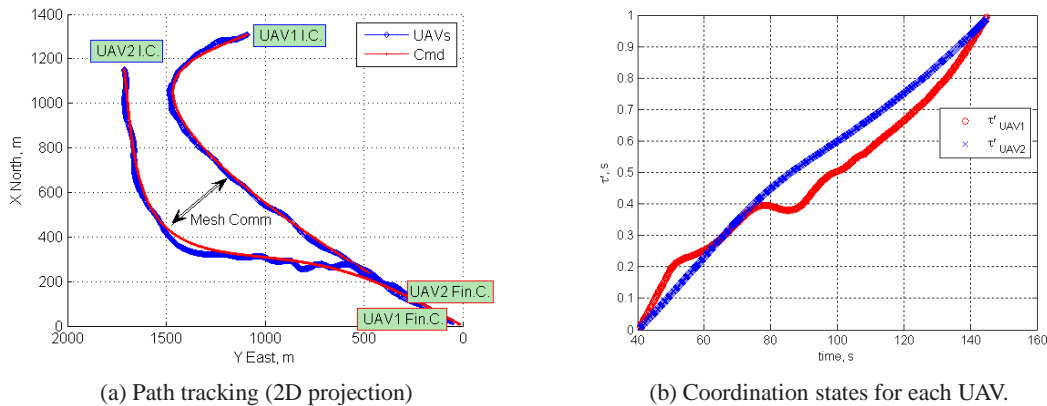 UAV1 I.C.
UAV2 I.C.
UAVs
Cmd
1400
1200
1000
800
600
400
200
0
X North, m
Mesh Comm
UAV2 Fin.C.
UAV1 Fin.C.
2000
1500
1000
500
0
Y East, m
(a) Path tracking (2D projection)
1
0.9
0.8
0.7
0.6
0.5
0.4
0.3
0.2
0.1
0
τ', s
τ' UAV1
τ' UAV2
40
60
80
100
120
140
160
time, s
(b) Coordination states for each UAV.